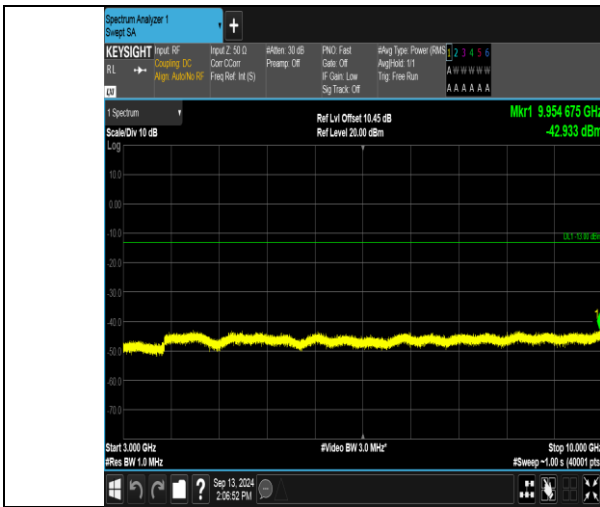 Spectrum Analyzer 1
Swept SA
+
KEYSIGHT Input: RF Input Z: 50 Ω #Atten: 30 dB PNO: Fast #Avg Type: Power (RMS 1 2 3 4 5 6
RL Coupling: DC Corr CCorr Preamp: Off Gate: Off Avg|Hold: 1/1 A W W W W W
Align: Auto/No RF Freq Ref: Int (S) IF Gain: Low Trig: Free Run
LXI Sig Track: Off A A A A A A
1 Spectrum Ref Lvl Offset 10.45 dB Mkr1 9.954 675 GHz
Scale/Div 10 dB Ref Level 20.00 dBm -42.933 dBm
Log
10.0
0.00
-10.0
DL1 -13.00 dBm
-20.0
-30.0
-40.0
-50.0
-60.0
-70.0
Start 3.000 GHz #Video BW 3.0 MHz* Stop 10.000 GHz
#Res BW 1.0 MHz #Sweep ~1.00 s (40001 pts
? Sep 13, 2024
2:06:52 PM